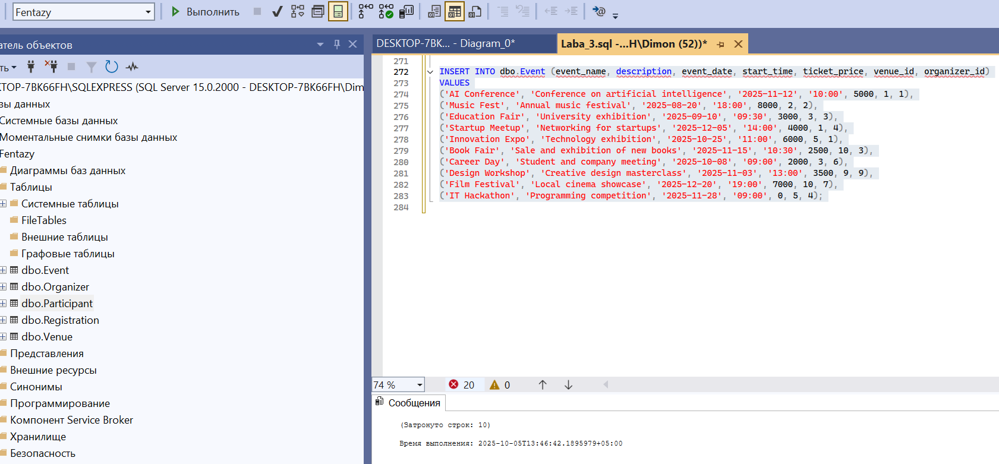 Fentazy
Выполнить
атель объектов
ть
KTOP-7BK66FH\SQLEXPRESS (SQL Server 15.0.2000 - DESKTOP-7BK66FH\Dim
зы данных
Системные базы данных
Моментальные снимки базы данных
Fentazy
Диаграммы баз данных
Таблицы
Системные таблицы
FileTables
Внешние таблицы
Графовые таблицы
dbo.Event
dbo.Organizer
dbo.Participant
dbo.Registration
dbo.Venue
Представления
Внешние ресурсы
Синонимы
Программирование
Компонент Service Broker
Хранилище
Безопасность
DESKTOP-7BK... - Diagram_0*
Laba_3.sql -...H\Dimon (52))*
271
272 INSERT INTO dbo.Event (event_name, description, event_date, start_time, ticket_price, venue_id, organizer_id)
273 VALUES
274 ('AI Conference', 'Conference on artificial intelligence', '2025-11-12', '10:00', 5000, 1, 1),
275 ('Music Fest', 'Annual music festival', '2025-08-20', '18:00', 8000, 2, 2),
276 ('Education Fair', 'University exhibition', '2025-09-10', '09:30', 3000, 3, 3),
277 ('Startup Meetup', 'Networking for startups', '2025-12-05', '14:00', 4000, 1, 4),
278 ('Innovation Expo', 'Technology exhibition', '2025-10-25', '11:00', 6000, 5, 1),
279 ('Book Fair', 'Sale and exhibition of new books', '2025-11-15', '10:30', 2500, 10, 3),
280 ('Career Day', 'Student and company meeting', '2025-10-08', '09:00', 2000, 3, 6),
281 ('Design Workshop', 'Creative design masterclass', '2025-11-03', '13:00', 3500, 9, 9),
282 ('Film Festival', 'Local cinema showcase', '2025-12-20', '19:00', 7000, 10, 7),
283 ('IT Hackathon', 'Programming competition', '2025-11-28', '09:00', 0, 5, 4);
284
74 %
20
0
Сообщения
(Затронуто строк: 10)
Время выполнения: 2025-10-05T13:46:42.1895979+05:00